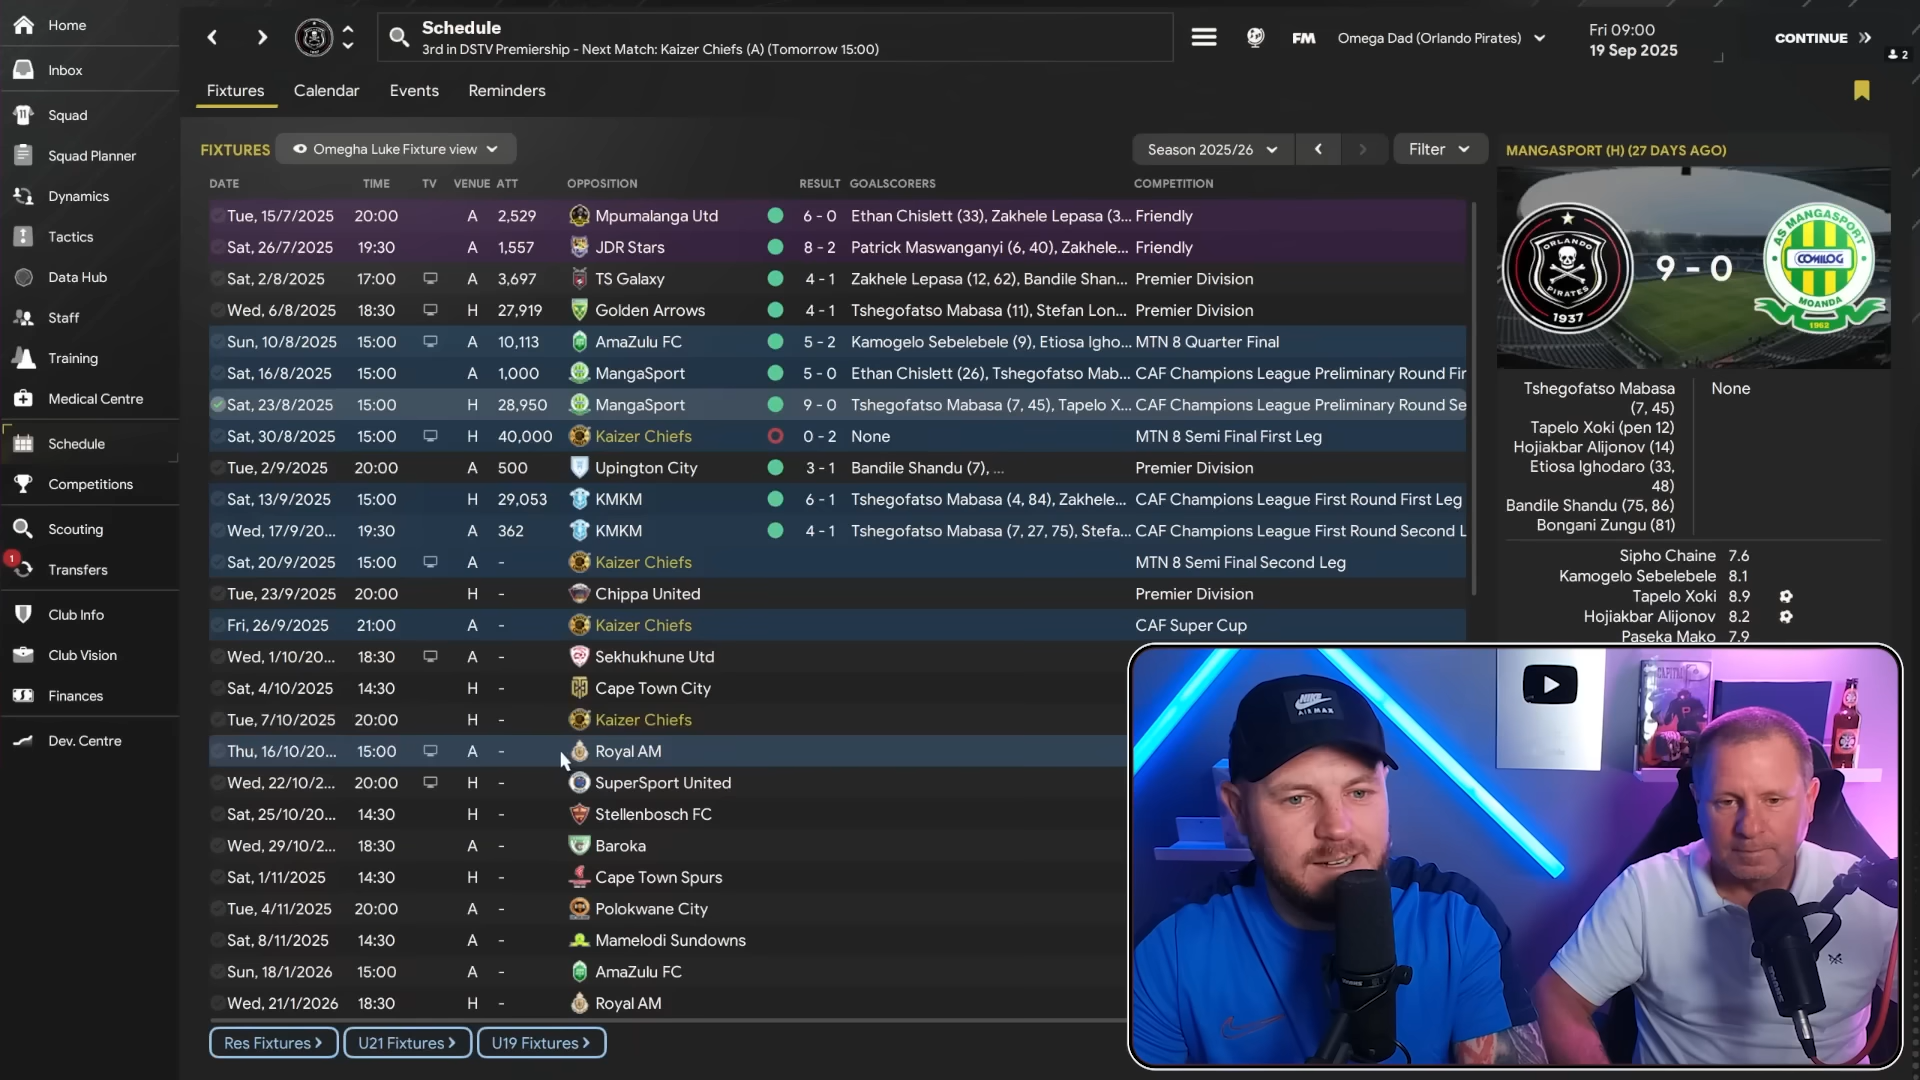 Home
Inbox
Squad
Squad Planner
Dynamics
Tactics
Data Hub
Staff
Training
Medical Centre
Schedule
Competitions
Scouting
1
Transfers
Club Info
Club Vision
Finances
Dev. Centre
Schedule
3rd in DSTV Premiership - Next Match: Kaizer Chiefs (A) (Tomorrow 15:00)
FM
Omega Dad (Orlando Pirates)
Fri 09:00
19 Sep 2025
CONTINUE
2
Fixtures Calendar Events Reminders
FIXTURES Omegha Luke Fixture view Season 2025/26 Filter
DATE TIME TV VENUE ATT OPPOSITION RESULT GOALSCORERS COMPETITION
Tue, 15/7/2025 20:00 A 2,529 Mpumalanga Utd 6 - 0 Ethan Chislett (33), Zakhele Lepasa (3... Friendly
Sat, 26/7/2025 19:30 A 1,557 JDR Stars 8 - 2 Patrick Maswanganyi (6, 40), Zakhele... Friendly
Sat, 2/8/2025 17:00 A 3,697 TS Galaxy 4 - 1 Zakhele Lepasa (12, 62), Bandile Shan... Premier Division
Wed, 6/8/2025 18:30 H 27,919 Golden Arrows 4 - 1 Tshegofatso Mabasa (11), Stefan Lon... Premier Division
Sun, 10/8/2025 15:00 A 10,113 AmaZulu FC 5 - 2 Kamogelo Sebelebele (9), Etiosa Igho... MTN 8 Quarter Final
Sat, 16/8/2025 15:00 A 1,000 MangaSport 5 - 0 Ethan Chislett (26), Tshegofatso Mab... CAF Champions League Preliminary Round Fir
Sat, 23/8/2025 15:00 H 28,950 MangaSport 9 - 0 Tshegofatso Mabasa (7, 45), Tapelo X... CAF Champions League Preliminary Round Se
Sat, 30/8/2025 15:00 H 40,000 Kaizer Chiefs 0 - 2 None MTN 8 Semi Final First Leg
Tue, 2/9/2025 20:00 A 500 Upington City 3 - 1 Bandile Shandu (7), ... Premier Division
Sat, 13/9/2025 15:00 H 29,053 KMKM 6 - 1 Tshegofatso Mabasa (4, 84), Zakhele... CAF Champions League First Round First Leg
Wed, 17/9/20... 19:30 A 362 KMKM 4 - 1 Tshegofatso Mabasa (7, 27, 75), Stefa... CAF Champions League First Round Second L
Sat, 20/9/2025 15:00 A - Kaizer Chiefs MTN 8 Semi Final Second Leg
Tue, 23/9/2025 20:00 H - Chippa United Premier Division
Fri, 26/9/2025 21:00 A - Kaizer Chiefs CAF Super Cup
Wed, 1/10/20... 18:30 A - Sekhukhune Utd
Sat, 4/10/2025 14:30 H - Cape Town City
Tue, 7/10/2025 20:00 H - Kaizer Chiefs
Thu, 16/10/20... 15:00 A - Royal AM
Wed, 22/10/2... 20:00 H - SuperSport United
Sat, 25/10/20... 14:30 H - Stellenbosch FC
Wed, 29/10/2... 18:30 A - Baroka
Sat, 1/11/2025 14:30 H - Cape Town Spurs
Tue, 4/11/2025 20:00 A - Polokwane City
Sat, 8/11/2025 14:30 A - Mamelodi Sundowns
Sun, 18/1/2026 15:00 A - AmaZulu FC
Wed, 21/1/2026 18:30 H - Royal AM
Res Fixtures U21 Fixtures U19 Fixtures
MANGASPORT (H) (27 DAYS AGO)
ORLANDO
PIRATES
1937
9 - 0
AS MANGASPORT
COMILOG
MOANDA
1962
Tshegofatso Mabasa None
(7, 45)
Tapelo Xoki (pen 12)
Hojiakbar Alijonov (14)
Etiosa Ighodaro (33,
48)
Bandile Shandu (75, 86)
Bongani Zungu (81)
Sipho Chaine 7.6
Kamogelo Sebelebele 8.1
Tapelo Xoki 8.9
Hojiakbar Alijonov 8.2
Paseka Mako 7.9
NIKE
AIR MAX